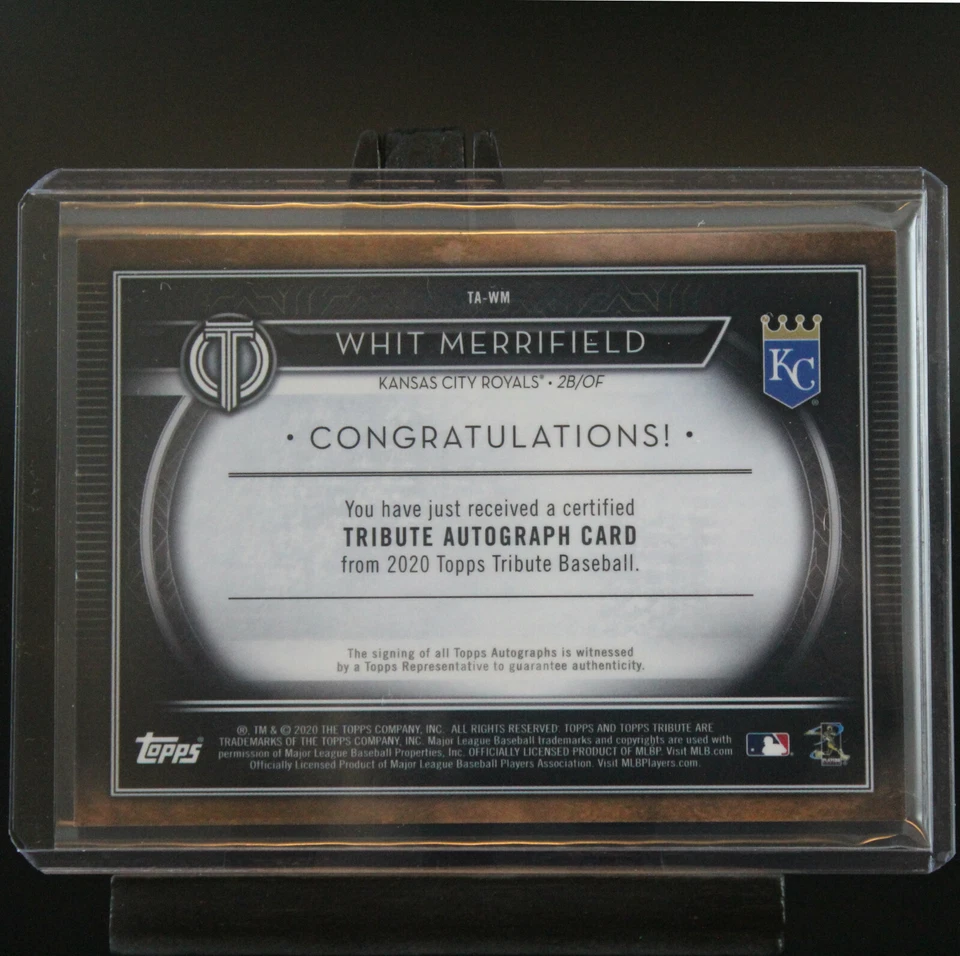 TA-WM
WHIT MERRIFIELD
KANSAS CITY ROYALS® • 2B/OF
KC
• CONGRATULATIONS! •
You have just received a certified
TRIBUTE AUTOGRAPH CARD
from 2020 Topps Tribute Baseball.
The signing of all Topps Autographs is witnessed
by a Topps Representative to guarantee authenticity.
Topps
®, TM & © 2020 THE TOPPS COMPANY, INC. ALL RIGHTS RESERVED. TOPPS AND TOPPS TRIBUTE ARE
TRADEMARKS OF THE TOPPS COMPANY, INC. Major League Baseball trademarks and copyrights are used with
permission of Major League Baseball Properties, Inc. OFFICIALLY LICENSED PRODUCT OF MLBP. Visit MLB.com
Officially Licensed Product of Major League Baseball Players Association. Visit MLBPlayers.com.